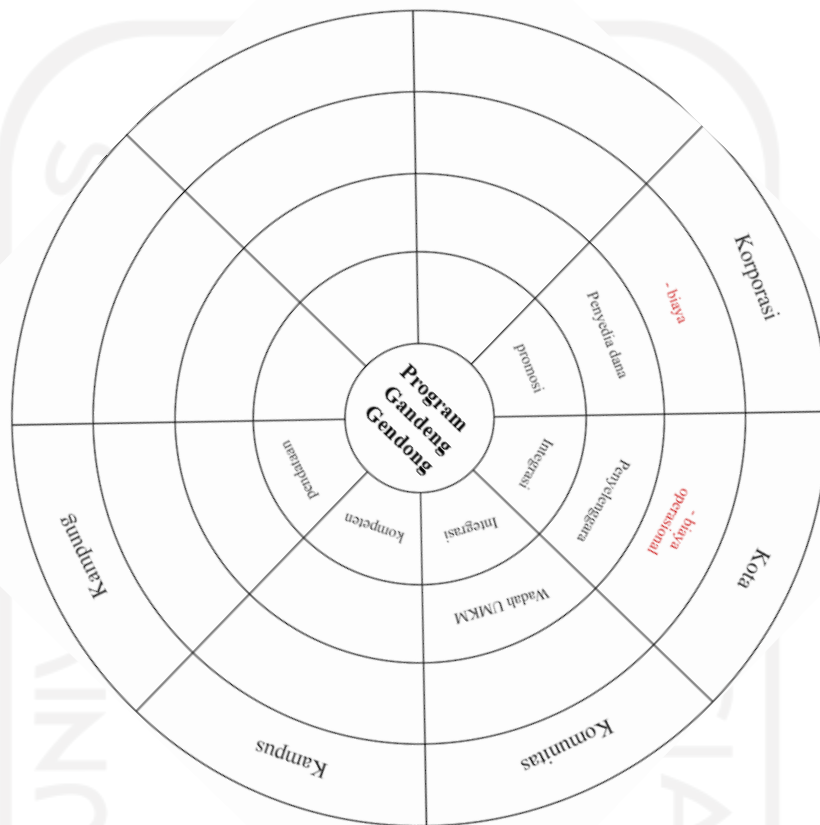 Program
Gandeng
Gendong
Korporasi
- biaya
Penyedia dana
promosi
Kota
- biaya
operasional
Penyelenggara
Integrasi
Komunitas
Wadah UMKM
Integrasi
Kampus
kompeten
Kampung
pendataan